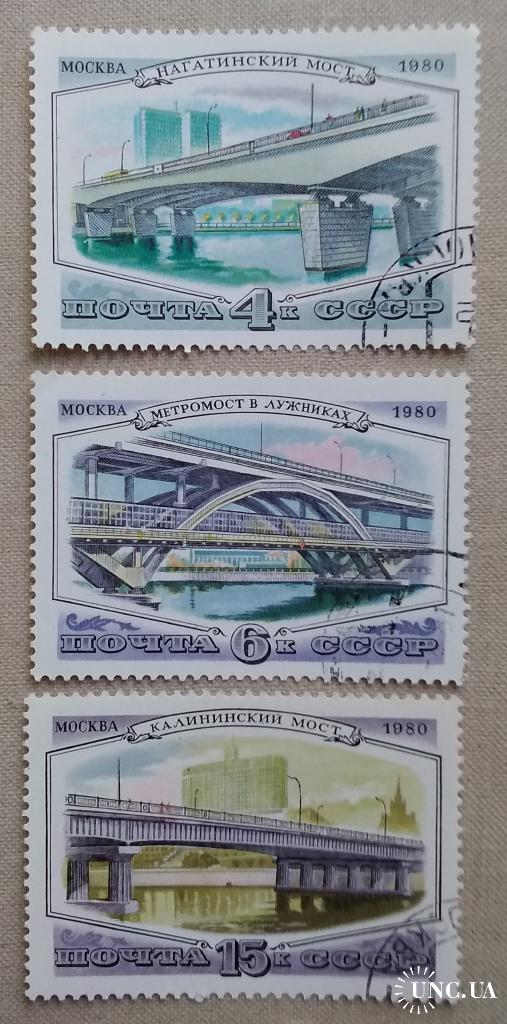 МОСКВА НАГАТИНСКИЙ МОСТ 1980
ПОЧТА 4к СССР
МОСКВА МЕТРОМОСТ В ЛУЖНИКАХ 1980
ПОЧТА 6к СССР
МОСКВА КАЛИНИНСКИЙ МОСТ 1980
ПОЧТА 15к СССР
UNC.UA